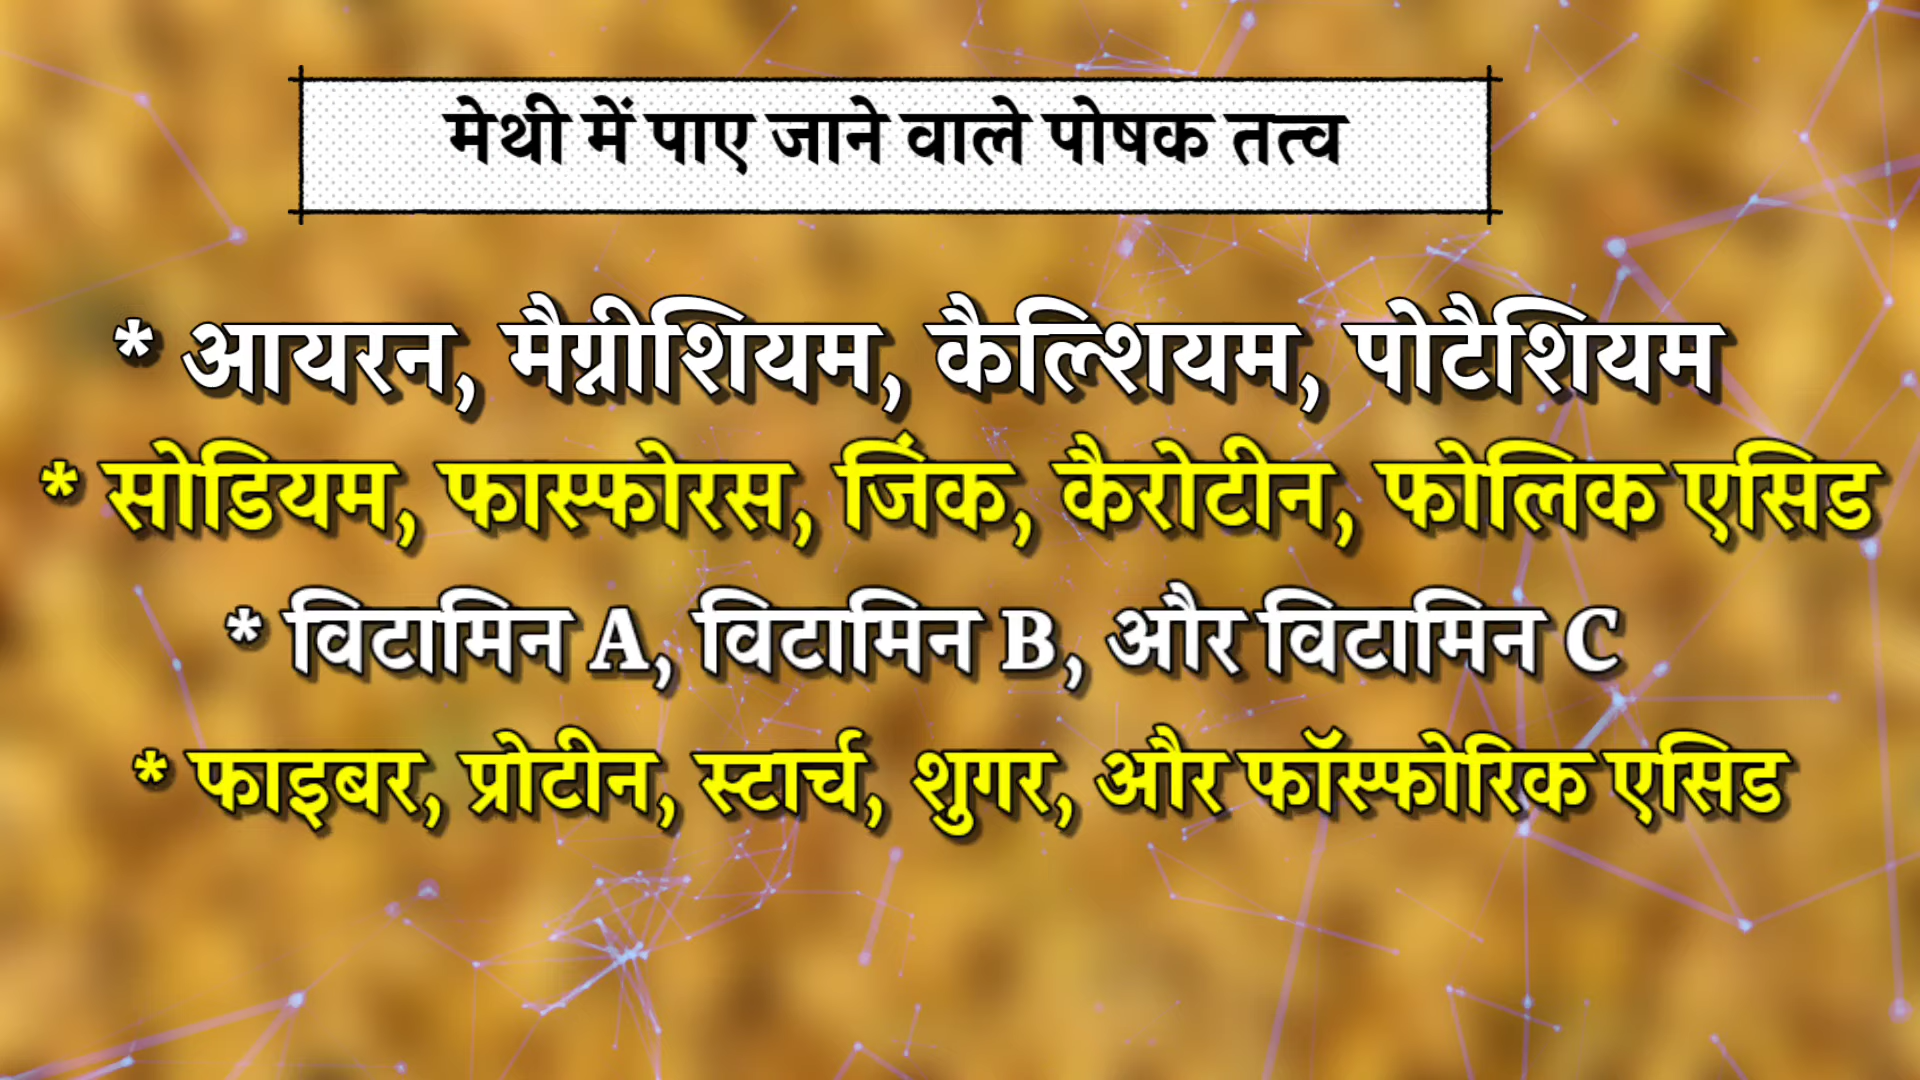 मेथी में पाए जाने वाले पोषक तत्व
* आयरन, मैग्नीशियम, कैल्शियम, पोटैशियम
* सोडियम, फास्फोरस, जिंक, कैरोटीन, फोलिक एसिड
* विटामिन A, विटामिन B, और विटामिन C
* फाइबर, प्रोटीन, स्टार्च, शुगर, और फॉस्फोरिक एसिड